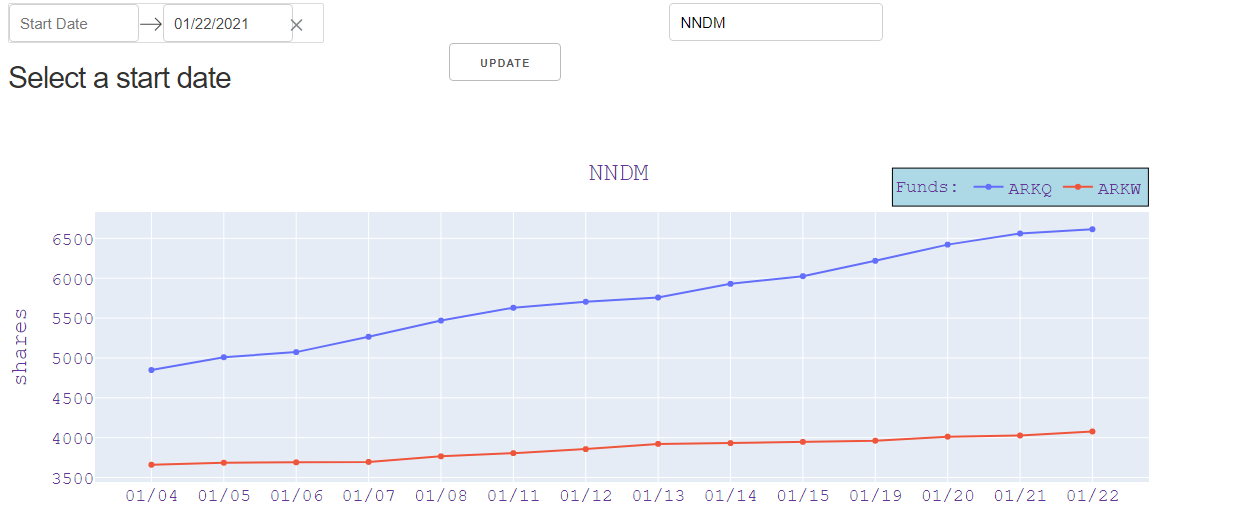 Start Date → 01/22/2021 ×
NNDM
UPDATE
Select a start date
NNDM
Funds: ARKQ ARKW
6500
6000
5500
5000
4500
4000
3500
shares
01/04 01/05 01/06 01/07 01/08 01/11 01/12 01/13 01/14 01/15 01/19 01/20 01/21 01/22